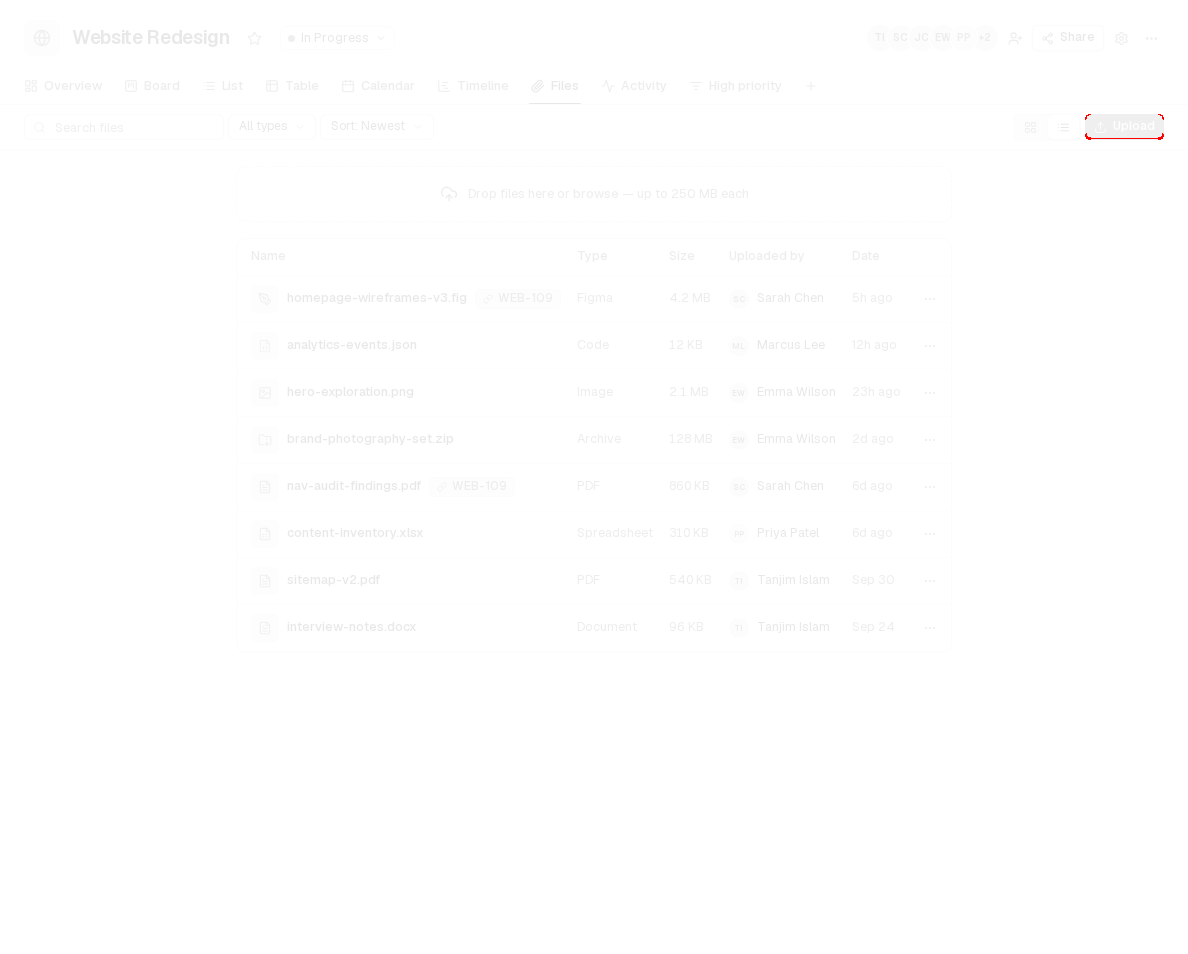 Website Redesign In Progress TI SC JC EW PP +2 Share
Overview Board List Table Calendar Timeline Files Activity High priority
Search files All types Sort: Newest Upload
Drop files here or browse — up to 250 MB each
Name Type Size Uploaded by Date
homepage-wireframes-v3.fig WEB-109 Figma 4.2 MB SC Sarah Chen 5h ago
analytics-events.json Code 12 KB ML Marcus Lee 12h ago
hero-exploration.png Image 2.1 MB EW Emma Wilson 23h ago
brand-photography-set.zip Archive 128 MB EW Emma Wilson 2d ago
nav-audit-findings.pdf WEB-109 PDF 860 KB SC Sarah Chen 6d ago
content-inventory.xlsx Spreadsheet 310 KB PP Priya Patel 6d ago
sitemap-v2.pdf PDF 540 KB TI Tanjim Islam Sep 30
interview-notes.docx Document 96 KB TI Tanjim Islam Sep 24